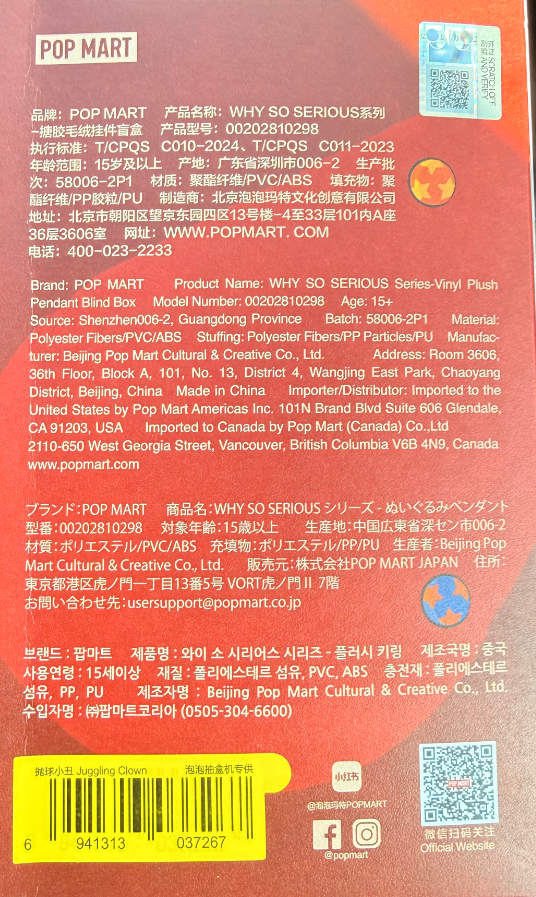 POP MART
开奖 SCRATCH OFF
刮验 AND VERIFY
品牌：POP MART 产品名称：WHY SO SERIOUS系列
-搪胶毛绒挂件盲盒 产品型号：00202810298
执行标准：T/CPQS C010-2024、T/CPQS C011-2023
年龄范围：15岁及以上 产地：广东省深圳市006-2 生产批
次：58006-2P1 材质：聚酯纤维/PVC/ABS 填充物：聚
酯纤维/PP胶粒/PU 制造商：北京泡泡玛特文化创意有限公司
地址：北京市朝阳区望京东园四区13号楼-4至33层101内A座
36层3606室 网址：WWW.POPMART.COM
电话：400-023-2233
Brand: POP MART Product Name: WHY SO SERIOUS Series-Vinyl Plush
Pendant Blind Box Model Number: 00202810298 Age: 15+
Source: Shenzhen006-2, Guangdong Province Batch: 58006-2P1 Material:
Polyester Fibers/PVC/ABS Stuffing: Polyester Fibers/PP Particles/PU Manufac-
turer: Beijing Pop Mart Cultural & Creative Co., Ltd. Address: Room 3606,
36th Floor, Block A, 101, No. 13, District 4, Wangjing East Park, Chaoyang
District, Beijing, China Made in China Importer/Distributor: Imported to the
United States by Pop Mart Americas Inc. 101N Brand Blvd Suite 606 Glendale,
CA 91203, USA Imported to Canada by Pop Mart (Canada) Co.,Ltd
2110-650 West Georgia Street, Vancouver, British Columbia V6B 4N9, Canada
www.popmart.com
ブランド：POP MART 商品名：WHY SO SERIOUS シリーズ - ぬいぐるみペンダント
型番：00202810298 対象年齢：15歳以上 生産地：中国広東省深セン市006-2
材質：ポリエステル/PVC/ABS 充填物：ポリエステル/PP/PU 生産者：Beijing Pop
Mart Cultural & Creative Co., Ltd. 販売元：株式会社POP MART JAPAN 住所：
東京都港区虎ノ門一丁目13番5号 VORT虎ノ門Ⅱ 7階
お問い合わせ先：usersupport@popmart.co.jp
브랜드 : 팝마트 제품명 : 와이 소 시리어스 시리즈 - 플러시 키링 제조국명 : 중국
사용연령 : 15세이상 재질 : 폴리에스테르 섬유, PVC, ABS 충전재 : 폴리에스테르
섬유, PP, PU 제조자명 : Beijing Pop Mart Cultural & Creative Co., Ltd.
수입자명 : ㈜팝마트코리아 (0505-304-6600)
抛球小丑 Juggling Clown 泡泡抽盒机专供
6 941313 037267
小红书
@泡泡玛特POPMART
@popmart
POP MART
微信扫码关注
Official Website